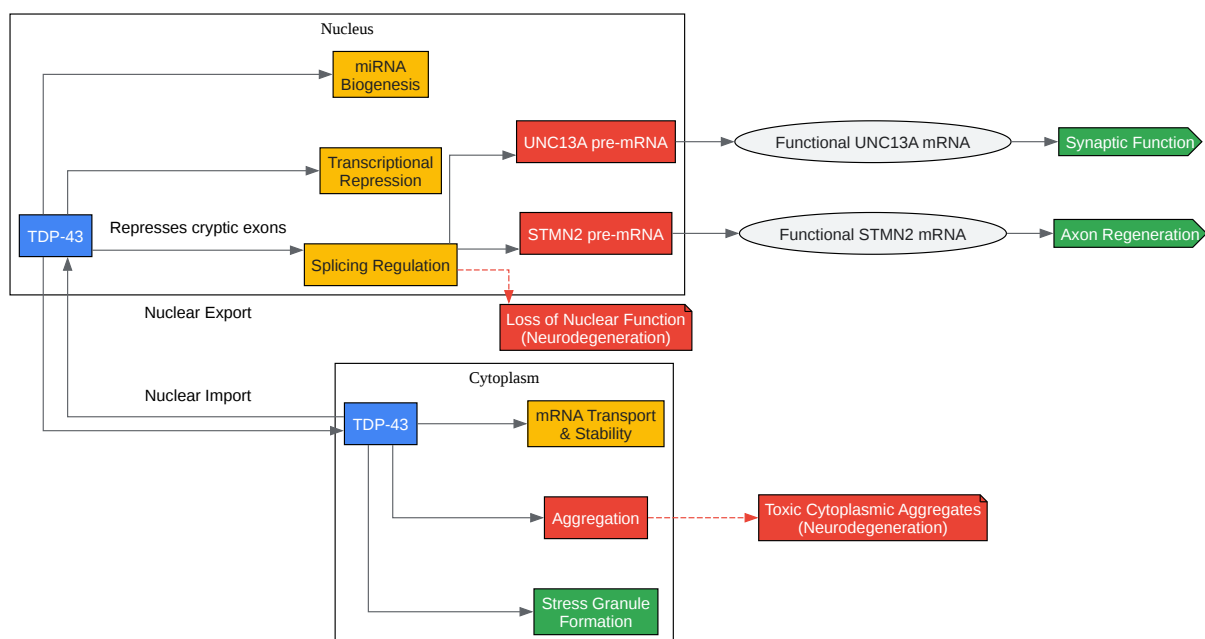 Nucleus
miRNA
Biogenesis
UNC13A pre-mRNA
Functional UNC13A mRNA
Synaptic Function
Transcriptional
Repression
TDP-43
Represses cryptic exons
STMN2 pre-mRNA
Functional STMN2 mRNA
Axon Regeneration
Splicing Regulation
Nuclear Export
Loss of Nuclear Function
(Neurodegeneration)
Cytoplasm
Nuclear Import
TDP-43
mRNA Transport
& Stability
Aggregation
Toxic Cytoplasmic Aggregates
(Neurodegeneration)
Stress Granule
Formation